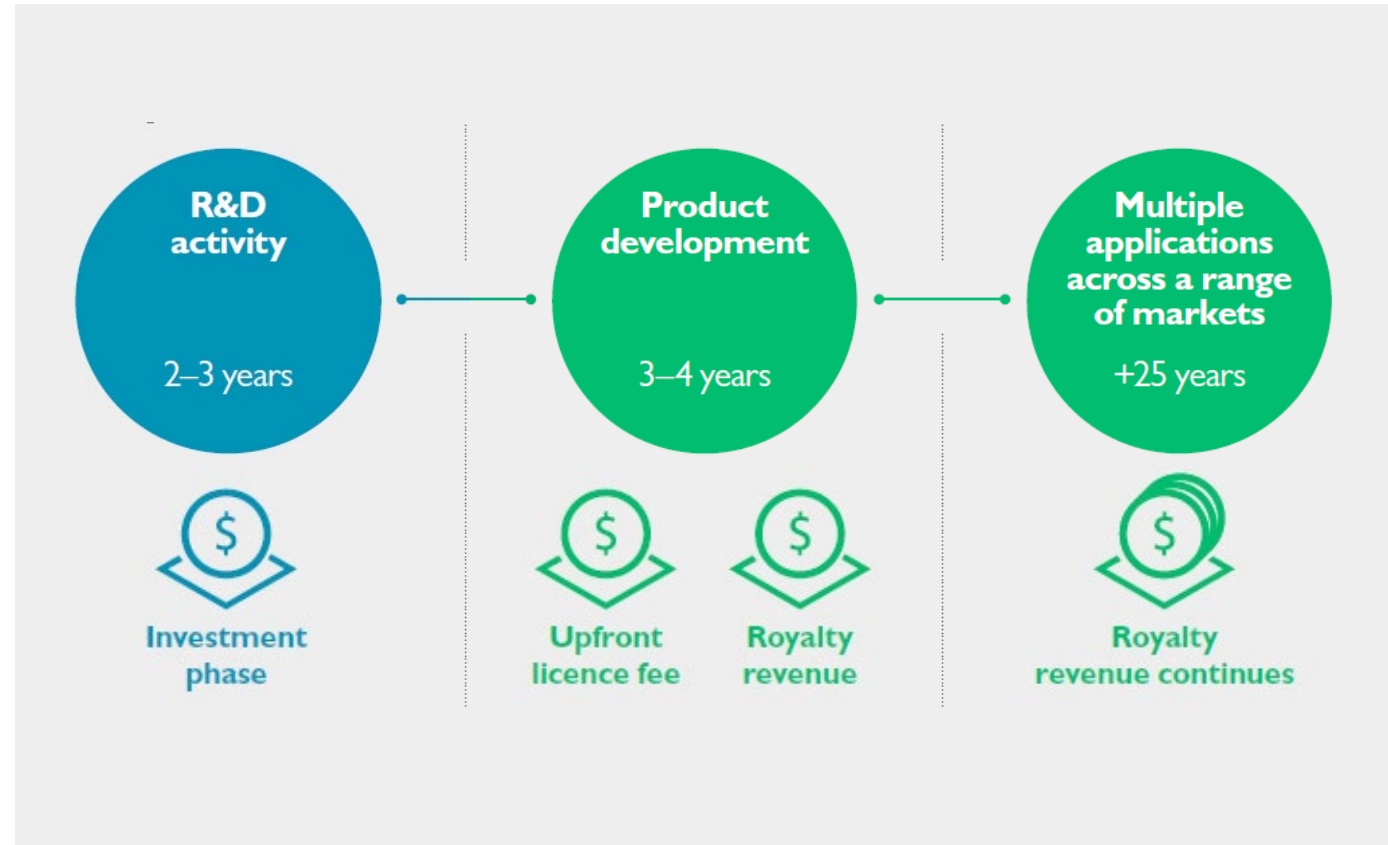 R&D
activity
2–3 years
Investment
phase
Product
development
3–4 years
$
Upfront
licence fee
$
Royalty
revenue
Multiple
applications
across a range
of markets
+25 years
$
Royalty
revenue continues